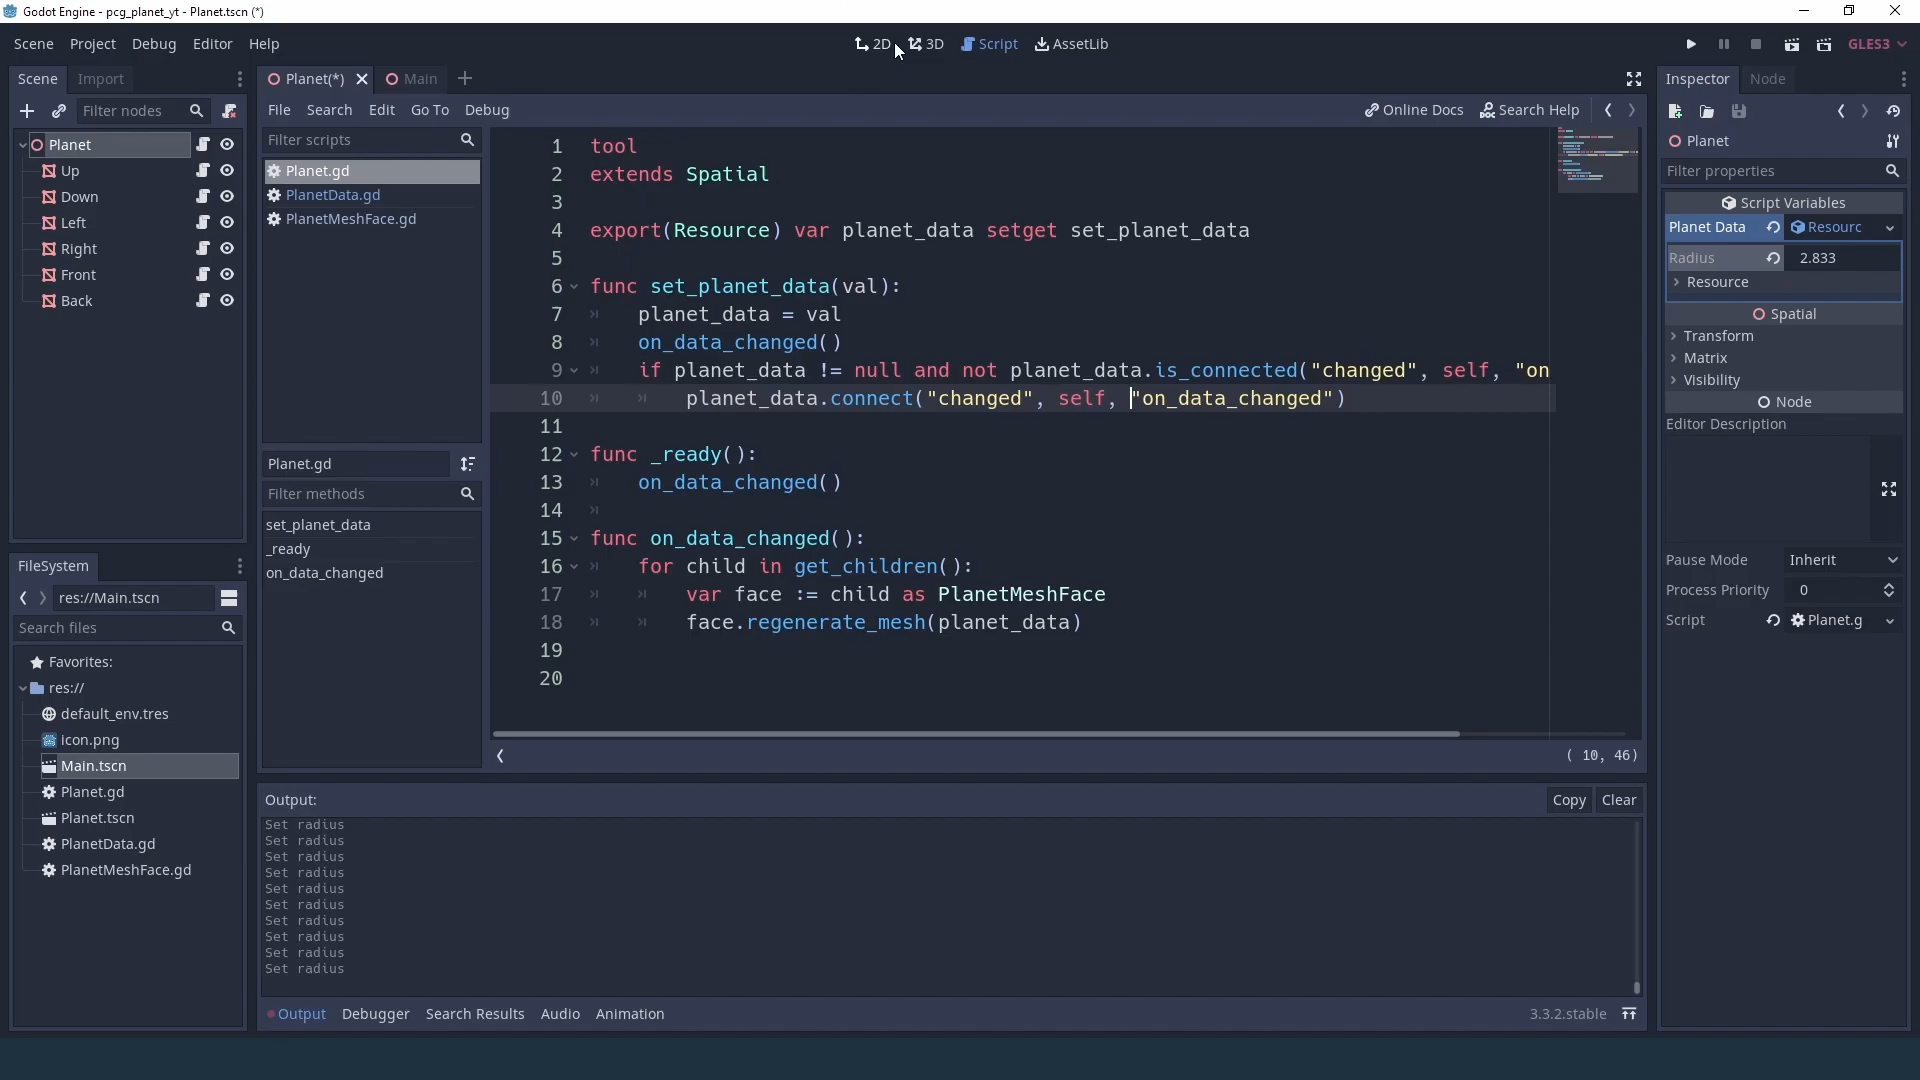 Godot Engine - pcg_planet_yt - Planet.tscn (*)
Scene Project Debug Editor Help
2D 3D Script AssetLib
GLES3
Scene Import
Filter nodes
Planet
Up
Down
Left
Right
Front
Back
FileSystem
res://Main.tscn
Search files
Favorites:
res://
default_env.tres
icon.png
Main.tscn
Planet.gd
Planet.tscn
PlanetData.gd
PlanetMeshFace.gd
Planet(*) Main
File Search Edit Go To Debug
Online Docs Search Help
Filter scripts
Planet.gd
PlanetData.gd
PlanetMeshFace.gd
Planet.gd
Filter methods
set_planet_data
_ready
on_data_changed
1 tool
2 extends Spatial
3
4 export(Resource) var planet_data setget set_planet_data
5
6 func set_planet_data(val):
7 planet_data = val
8 on_data_changed()
9 if planet_data != null and not planet_data.is_connected("changed", self, "on
10 planet_data.connect("changed", self, "on_data_changed")
11
12 func _ready():
13 on_data_changed()
14
15 func on_data_changed():
16 for child in get_children():
17 var face := child as PlanetMeshFace
18 face.regenerate_mesh(planet_data)
19
20
( 10, 46)
Output:
Copy Clear
Set radius
Set radius
Set radius
Set radius
Set radius
Set radius
Set radius
Set radius
Set radius
Set radius
Output Debugger Search Results Audio Animation
3.3.2.stable
Inspector Node
Planet
Filter properties
Script Variables
Planet Data Resourc
Radius 2.833
Resource
Spatial
Transform
Matrix
Visibility
Node
Editor Description
Pause Mode Inherit
Process Priority 0
Script Planet.g